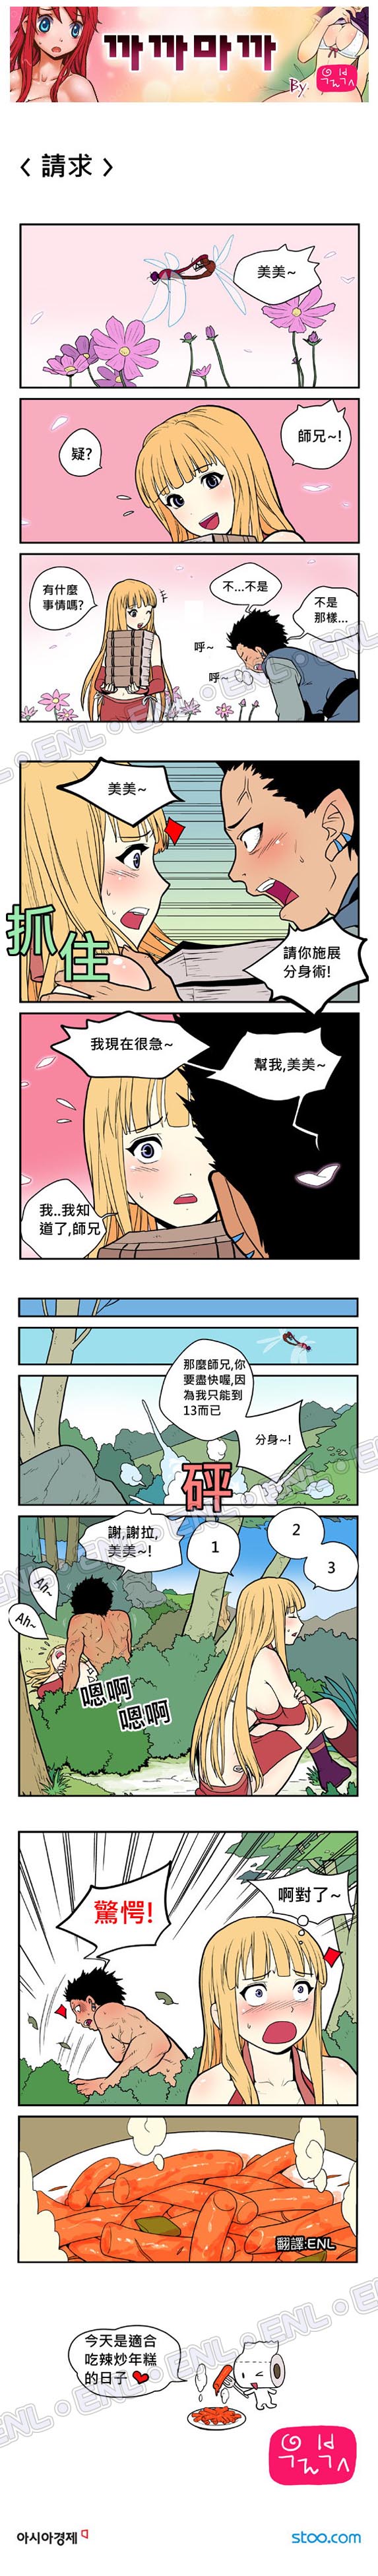 까까마까
By 으난녀시
〈 請求 〉
美美~
師兄~!
疑?
有什麼
事情嗎?
不...不是
不是
那樣...
呼~
呼~
ENL
美美~
抓住
請你施展
分身術!
我現在很急~
幫我,美美~
我..我知
道了,師兄
那麼師兄,你
要盡快喔,因
為我只能到
13而已
分身~!
砰
謝,謝拉,
美美~!
1
2
3
Ah~
Ah~
嗯啊
嗯啊
啊對了~
驚愕!
翻譯:ENL
今天是適合
吃辣炒年糕
的日子
아시아경제
stoo.com